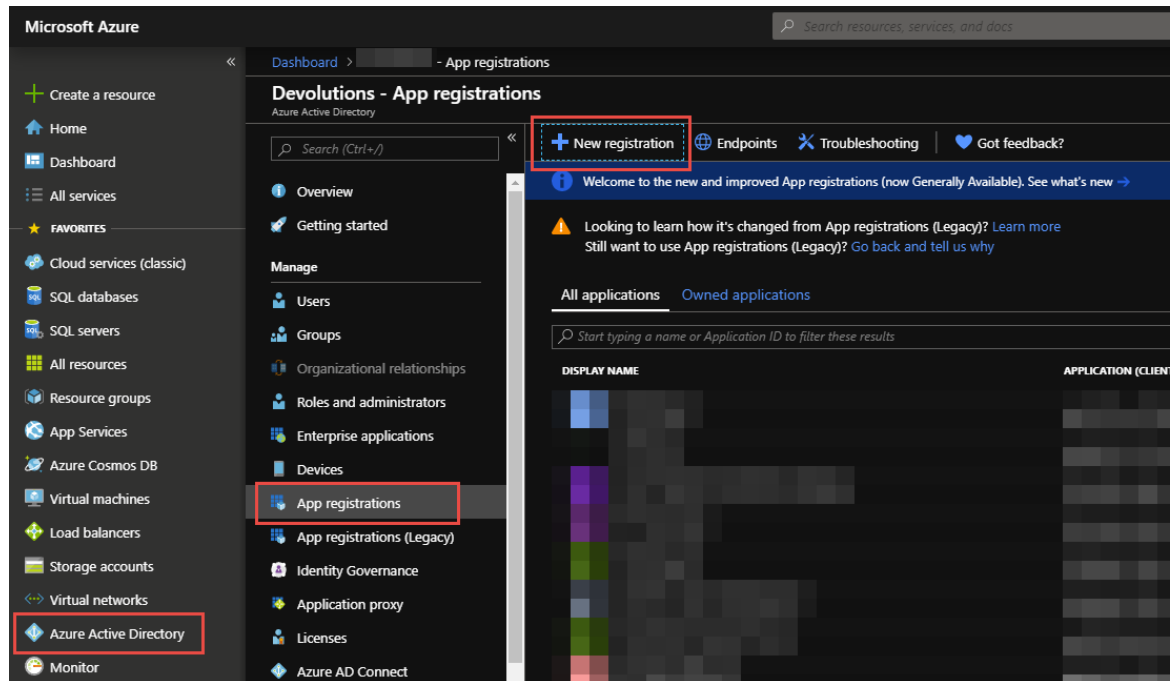 Microsoft Azure
Search resources, services, and docs
«
Create a resource
Home
Dashboard
All services
FAVORITES
Cloud services (classic)
SQL databases
SQL servers
All resources
Resource groups
App Services
Azure Cosmos DB
Virtual machines
Load balancers
Storage accounts
Virtual networks
Azure Active Directory
Monitor
Dashboard > - App registrations
Devolutions - App registrations
Azure Active Directory
Search (Ctrl+/)
«
Overview
Getting started
Manage
Users
Groups
Organizational relationships
Roles and administrators
Enterprise applications
Devices
App registrations
App registrations (Legacy)
Identity Governance
Application proxy
Licenses
Azure AD Connect
New registration Endpoints Troubleshooting Got feedback?
Welcome to the new and improved App registrations (now Generally Available). See what's new →
Looking to learn how it's changed from App registrations (Legacy)? Learn more
Still want to use App registrations (Legacy)? Go back and tell us why
All applications Owned applications
Start typing a name or Application ID to filter these results
DISPLAY NAME APPLICATION (CLIENT